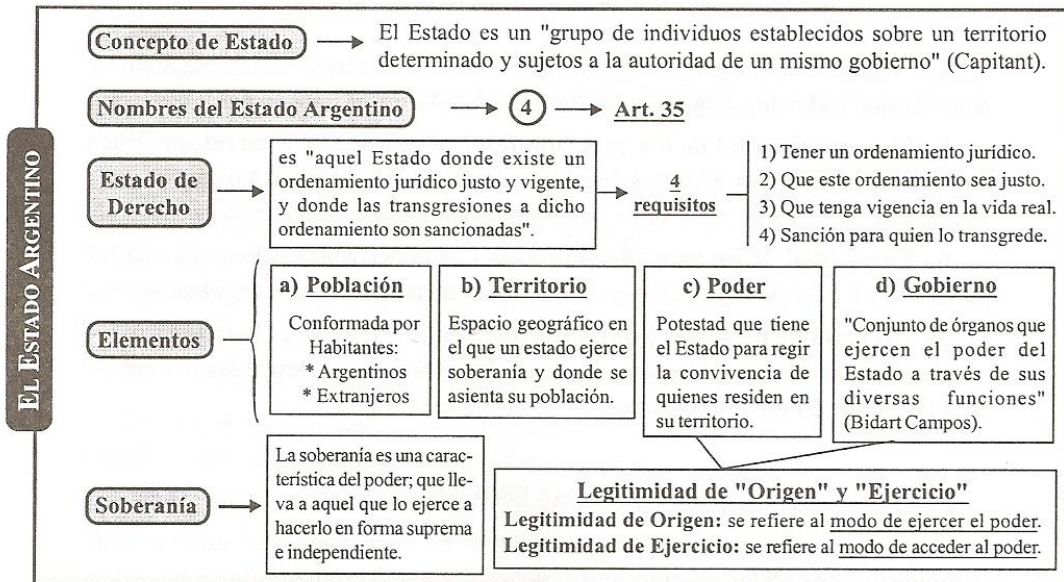 EL ESTADO ARGENTINO
Concepto de Estado
El Estado es un "grupo de individuos establecidos sobre un territorio
determinado y sujetos a la autoridad de un mismo gobierno" (Capitant).
Nombres del Estado Argentino
4
Art. 35
Estado de
Derecho
es "aquel Estado donde existe un
ordenamiento jurídico justo y vigente,
y donde las transgresiones a dicho
ordenamiento son sancionadas".
4
requisitos
1) Tener un ordenamiento jurídico.
2) Que este ordenamiento sea justo.
3) Que tenga vigencia en la vida real.
4) Sanción para quien lo transgrede.
Elementos
a) Población
Conformada por
Habitantes:
* Argentinos
* Extranjeros
b) Territorio
Espacio geográfico en
el que un estado ejerce
soberanía y donde se
asienta su población.
c) Poder
Potestad que tiene
el Estado para regir
la convivencia de
quienes residen en
su territorio.
d) Gobierno
"Conjunto de órganos que
ejercen el poder del
Estado a través de sus
diversas funciones"
(Bidart Campos).
Soberanía
La soberanía es una carac-
terística del poder; que lle-
va a aquel que lo ejerce a
hacerlo en forma suprema
e independiente.
Legitimidad de "Origen" y "Ejercicio"
Legitimidad de Origen: se refiere al modo de ejercer el poder.
Legitimidad de Ejercicio: se refiere al modo de acceder al poder.